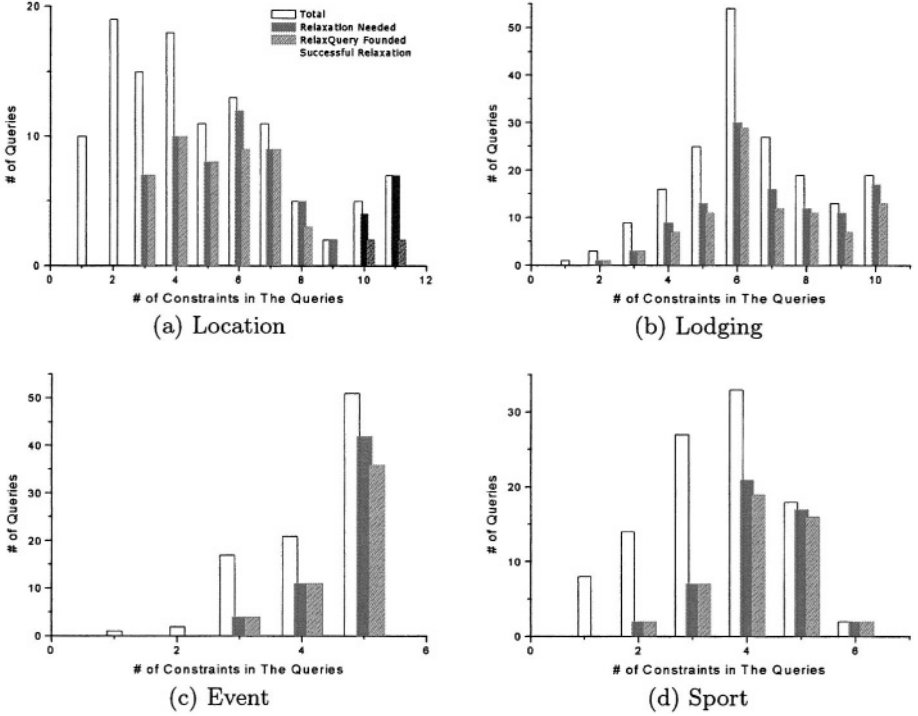 Total
Relaxation Needed
RelaxQuery Founded
Successful Relaxation
# of Queries
20
10
0
0 2 4 6 8 10 12
# of Constraints in The Queries
(a) Location
# of Queries
50
40
30
20
10
0
0 2 4 6 8 10
# of Constraints in The Queries
(b) Lodging
# of Queries
50
40
30
20
10
0
0 2 4 6
# of Constraints in The Queries
(c) Event
# of Queries
30
20
10
0
0 2 4 6
# of Constraints in The Queries
(d) Sport